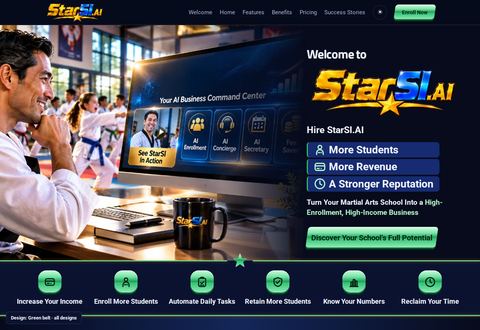 StarSI.AI
Welcome Home Features Benefits Pricing Success Stories
Enroll Now
Welcome to
StarSI.AI
Your AI Business Command Center
See StarSI
In Action
AI
Enrollment
AI
Concierge
AI
Secretary
Hire StarSI.AI
More Students
More Revenue
A Stronger Reputation
Turn Your Martial Arts School Into a High-
Enrollment, High-Income Business
Discover Your School's Full Potential
StarSI.AI
Increase Your Income
Enroll More Students
Automate Daily Tasks
Retain More Students
Know Your Numbers
Reclaim Your Time
Design: Green belt · all designs